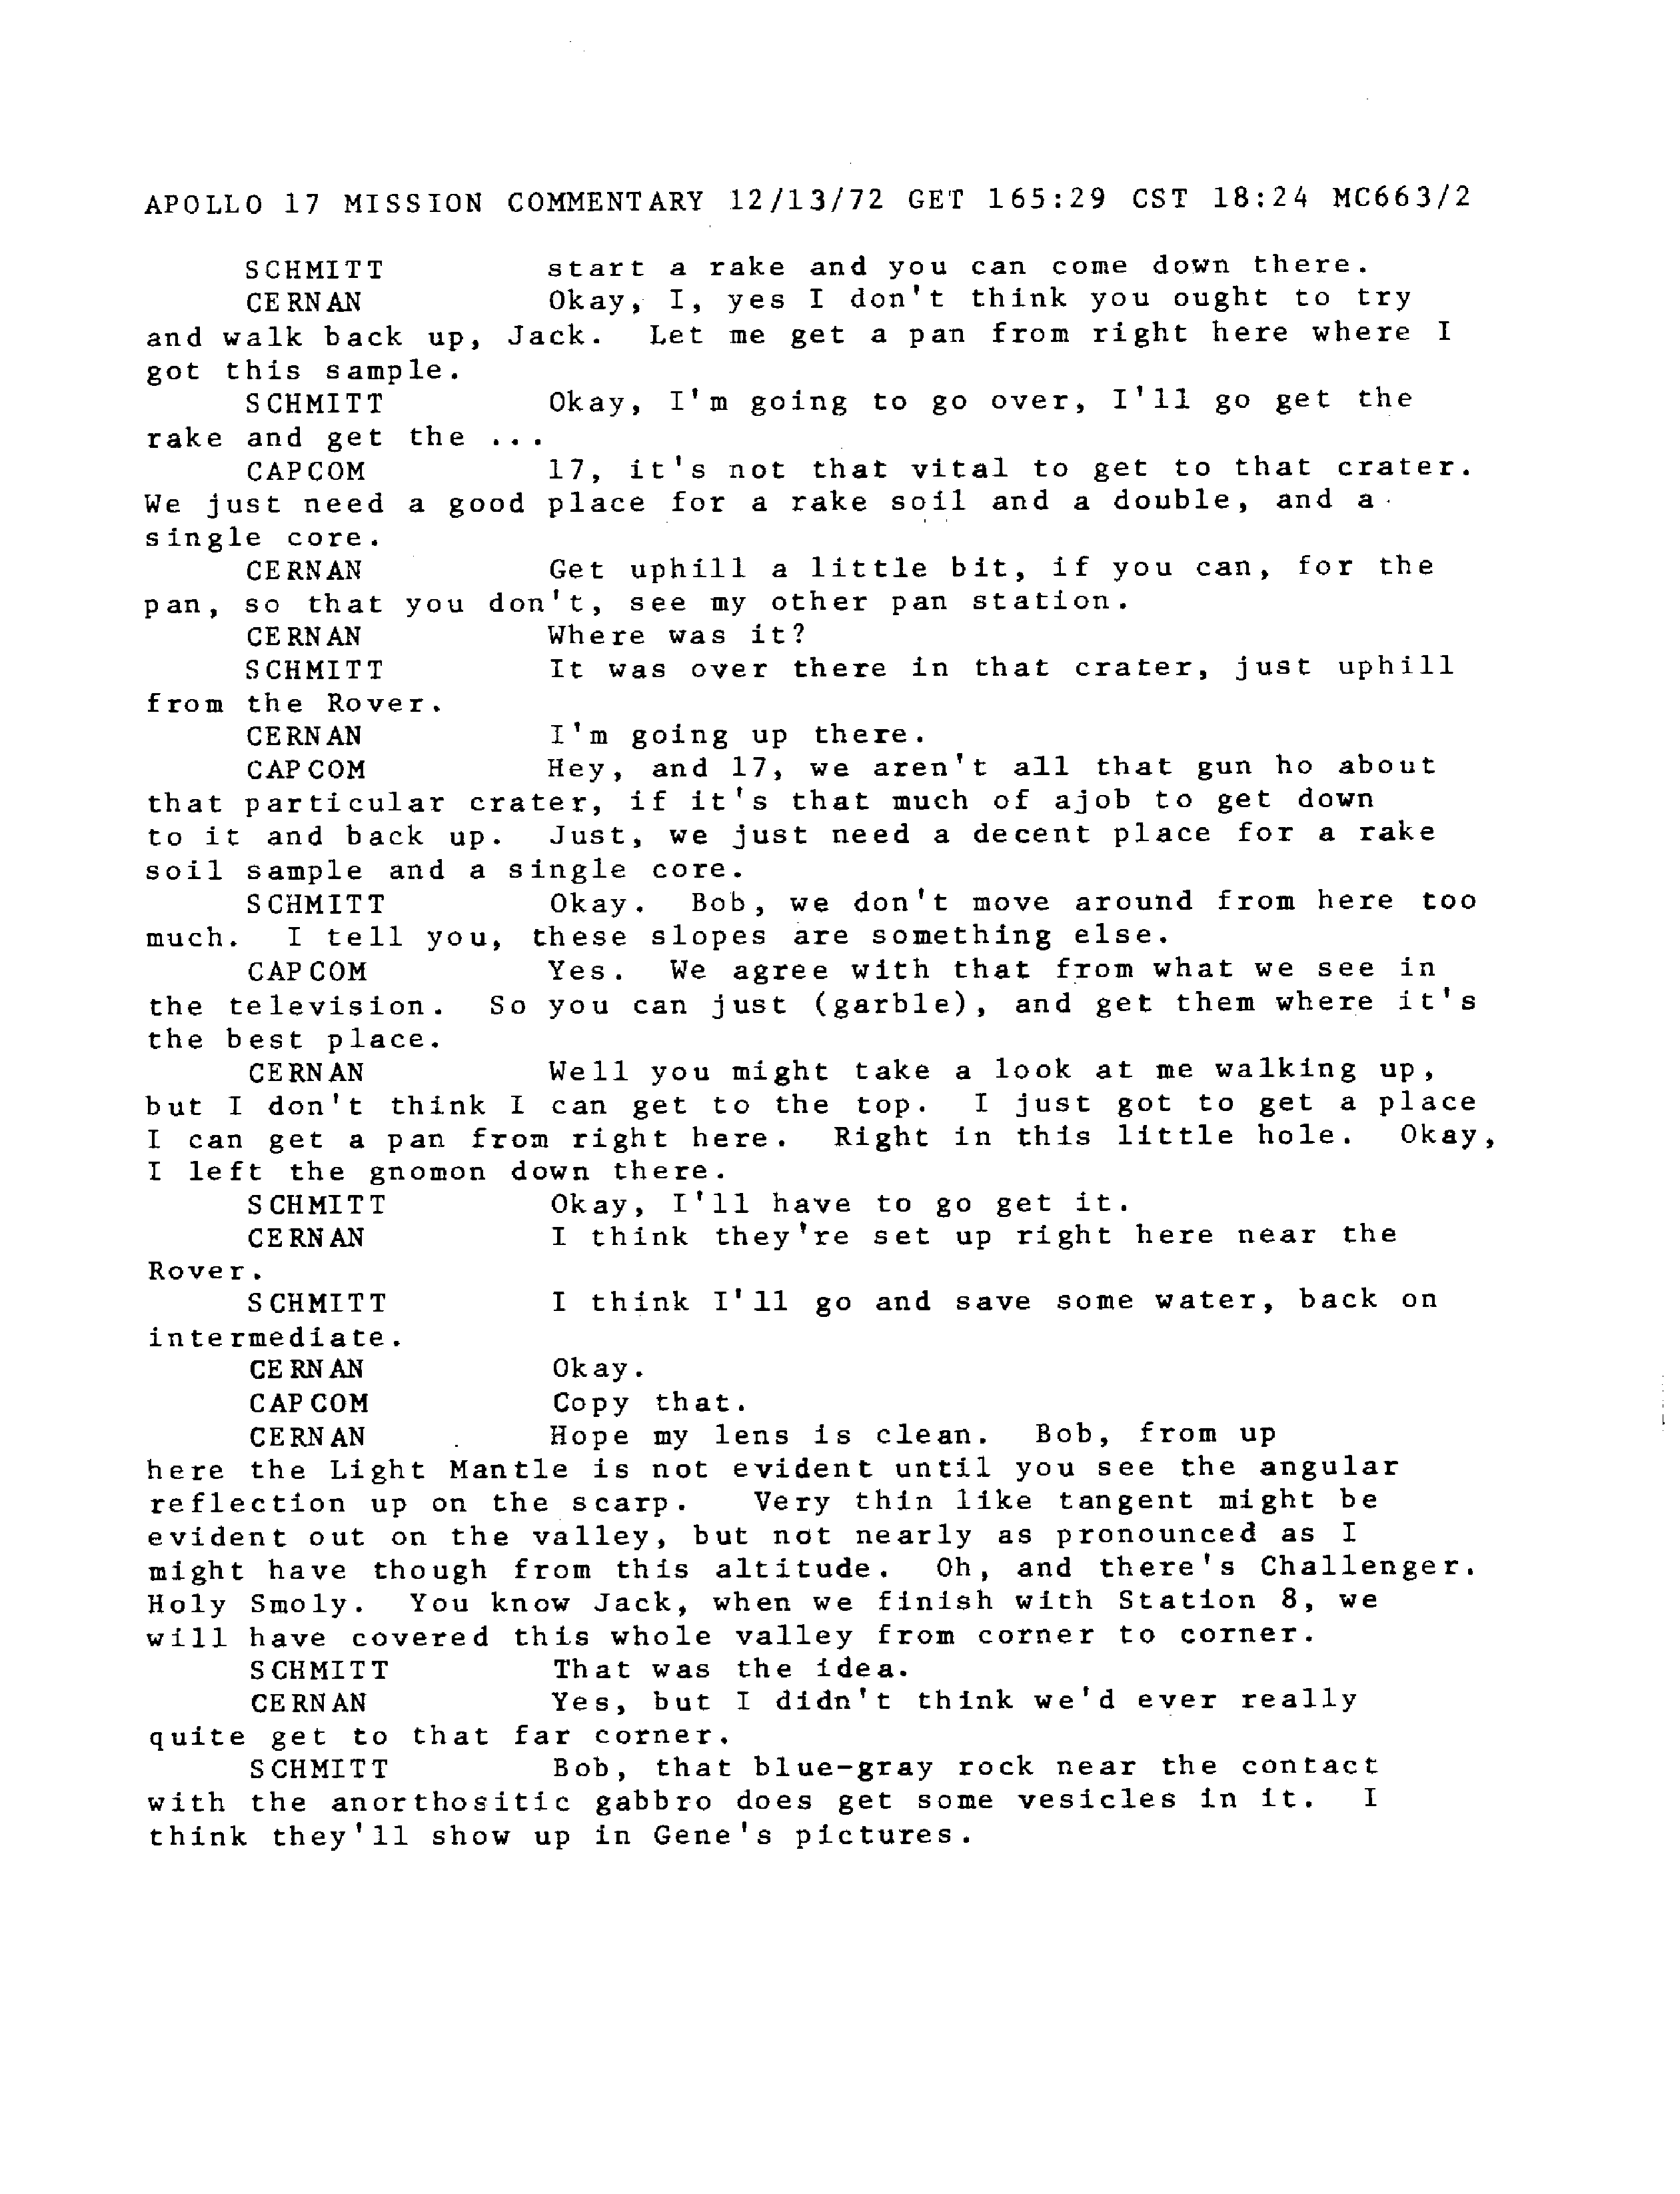 APOLLO 17 MISSION COMMENTARY 12/13/72 GET 165:29 CST 18:24 MC663/2
SCHMITT start a rake and you can come down there.
CERNAN Okay, I, yes I don't think you ought to try
and walk back up, Jack. Let me get a pan from right here where I
got this sample.
SCHMITT Okay, I'm going to go over, I'll go get the
rake and get the ...
CAPCOM 17, it's not that vital to get to that crater.
We just need a good place for a rake soil and a double, and a
single core.
CERNAN Get uphill a little bit, if you can, for the
pan, so that you don't, see my other pan station.
CERNAN Where was it?
SCHMITT It was over there in that crater, just uphill
from the Rover.
CERNAN I'm going up there.
CAPCOM Hey, and 17, we aren't all that gun ho about
that particular crater, if it's that much of ajob to get down
to it and back up. Just, we just need a decent place for a rake
soil sample and a single core.
SCHMITT Okay. Bob, we don't move around from here too
much. I tell you, these slopes are something else.
CAPCOM Yes. We agree with that from what we see in
the television. So you can just (garble), and get them where it's
the best place.
CERNAN Well you might take a look at me walking up,
but I don't think I can get to the top. I just got to get a place
I can get a pan from right here. Right in this little hole. Okay,
I left the gnomon down there.
SCHMITT Okay, I'll have to go get it.
CERNAN I think they're set up right here near the
Rover.
SCHMITT I think I'll go and save some water, back on
intermediate.
CERNAN Okay.
CAPCOM Copy that.
CERNAN Hope my lens is clean. Bob, from up
here the Light Mantle is not evident until you see the angular
reflection up on the scarp. Very thin like tangent might be
evident out on the valley, but not nearly as pronounced as I
might have though from this altitude. Oh, and there's Challenger.
Holy Smoly. You know Jack, when we finish with Station 8, we
will have covered this whole valley from corner to corner.
SCHMITT That was the idea.
CERNAN Yes, but I didn't think we'd ever really
quite get to that far corner.
SCHMITT Bob, that blue-gray rock near the contact
with the anorthositic gabbro does get some vesicles in it. I
think they'll show up in Gene's pictures.